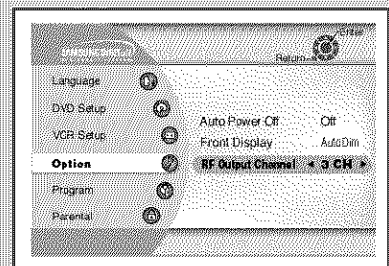 Enter
Return
Language
DVD Setup
VCR Setup
Option
Program
Parental
Auto Power Off Off
Front Display AutoDim
RF Output Channel ◄ 3 CH ►